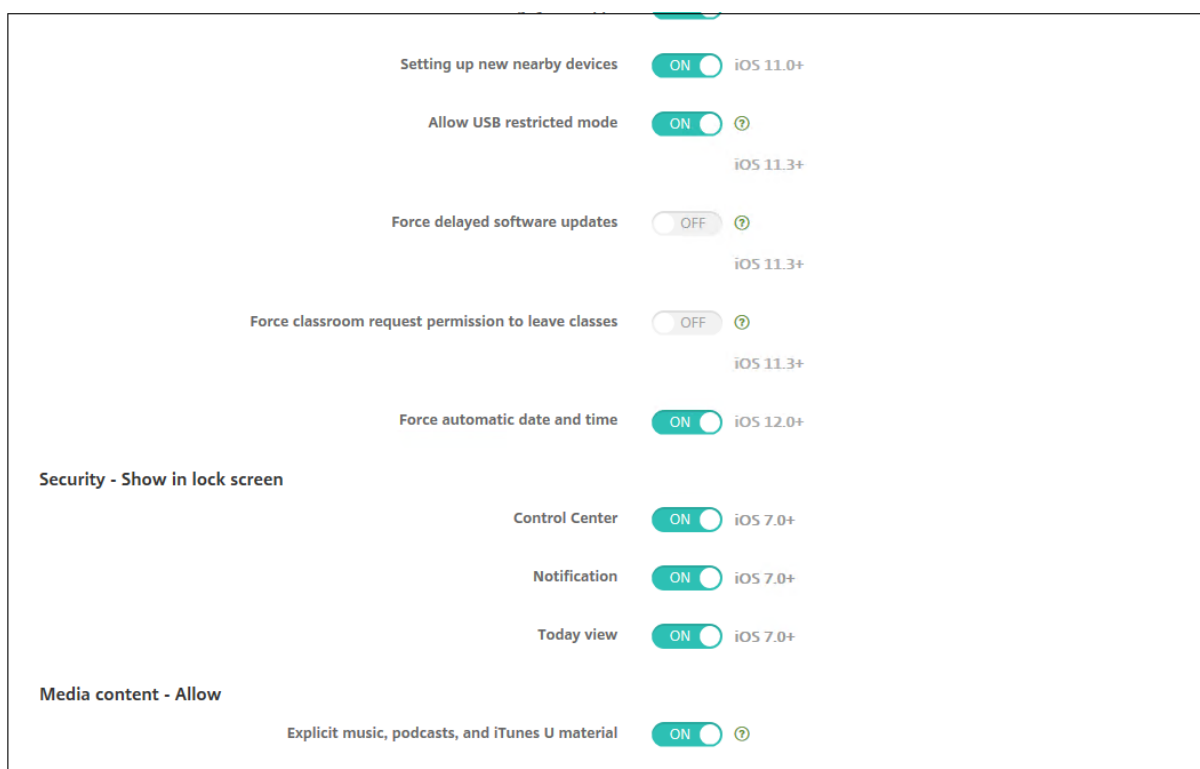 Setting up new nearby devices ON iOS 11.0+
Allow USB restricted mode ON ?
iOS 11.3+
Force delayed software updates OFF ?
iOS 11.3+
Force classroom request permission to leave classes OFF ?
iOS 11.3+
Force automatic date and time ON iOS 12.0+
Security - Show in lock screen
Control Center ON iOS 7.0+
Notification ON iOS 7.0+
Today view ON iOS 7.0+
Media content - Allow
Explicit music, podcasts, and iTunes U material ON ?